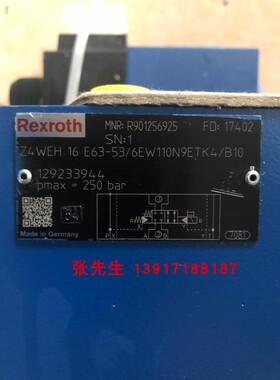 Rexroth
MNR: R901256925 FD: 17402
SN:1
Z4WEH 16 E63-53/6EW110N9ETK4/B10
129233944
pmax = 250 bar
Made in Germany
P(X) A B Y(T)
7081
张先生 13917188187